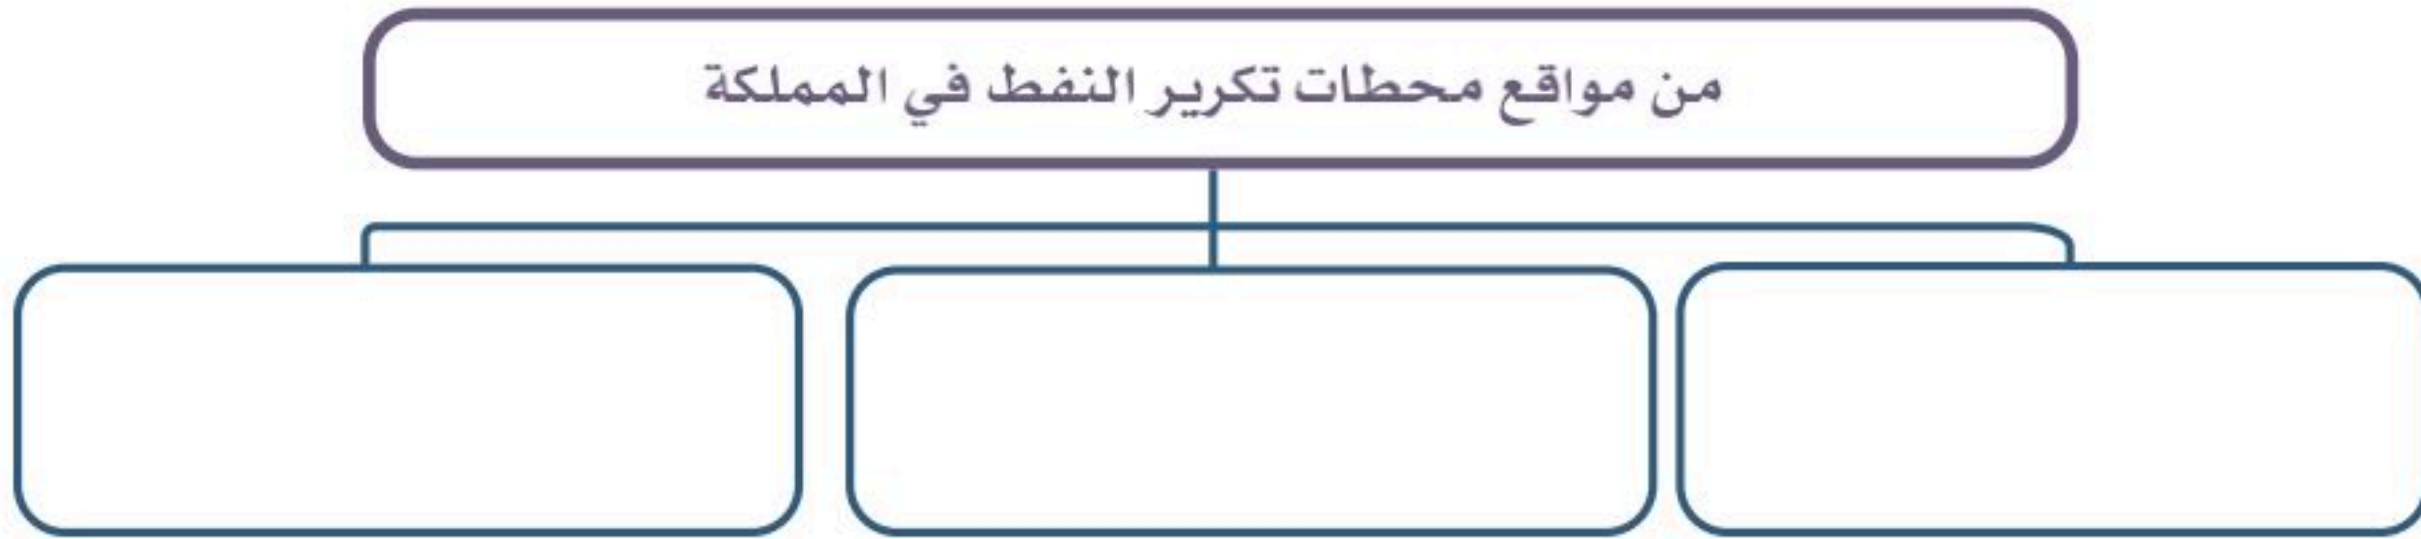 من مواقع محطات تكرير النفط في المملكة